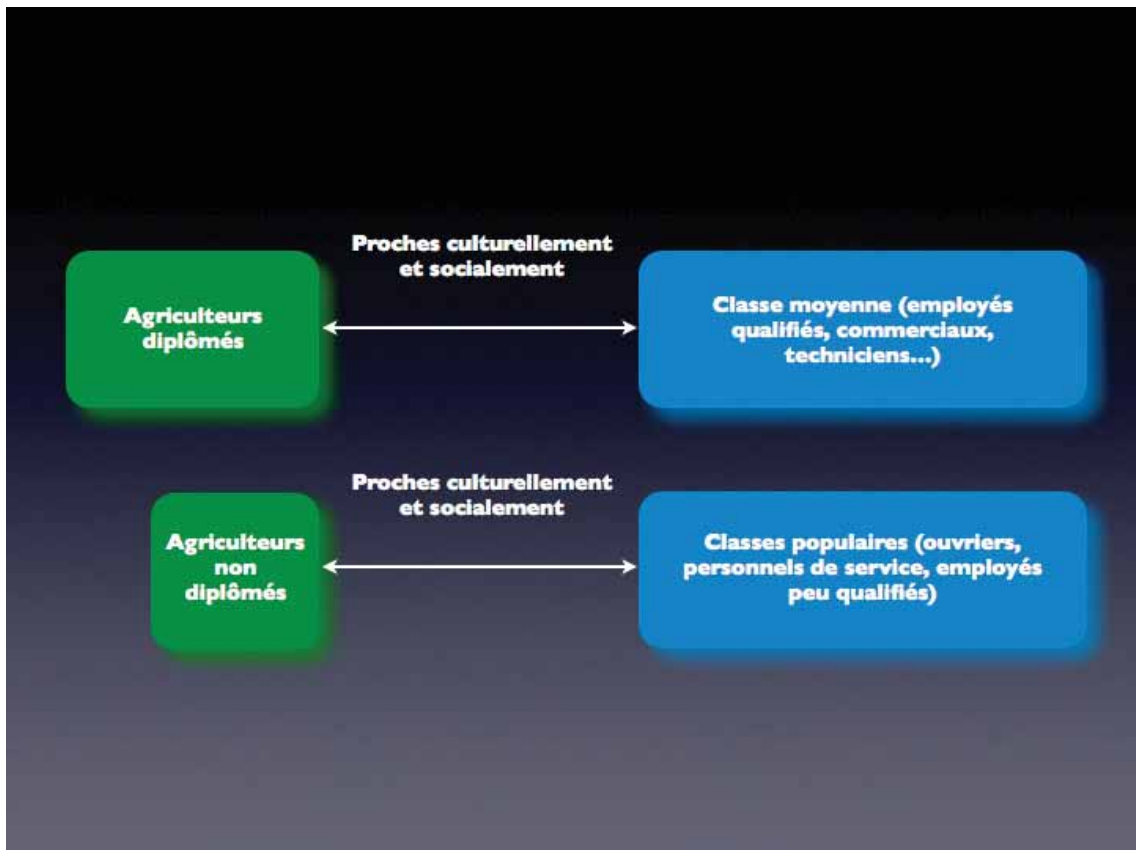 Proches culturellement
et socialement
Agriculteurs
diplômés
Classe moyenne (employés
qualifiés, commerciaux,
techniciens...)
Proches culturellement
et socialement
Agriculteurs
non
diplômés
Classes populaires (ouvriers,
personnels de service, employés
peu qualifiés)